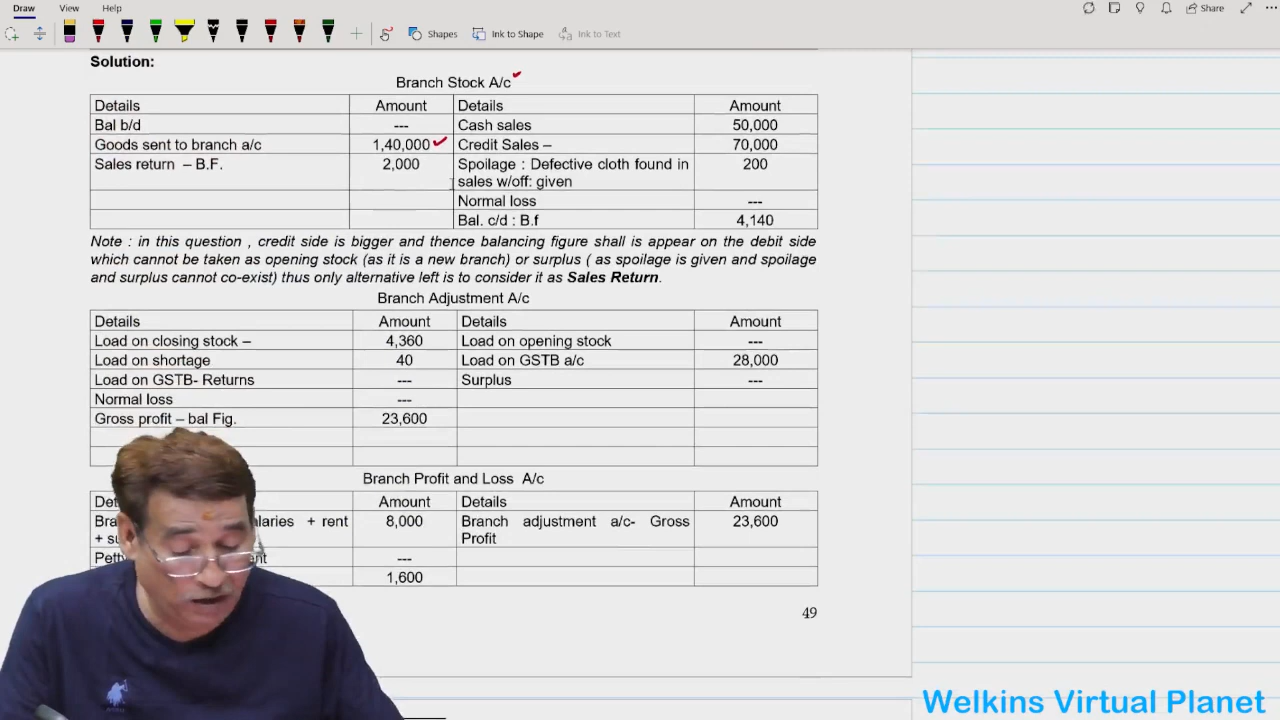 Draw View Share
Shapes Ink to Shape Ink to Text
Solution:
Branch Stock A/c
Details Amount Details Amount
Bal b/d --- Cash sales 50,000
Goods sent to branch a/c 1,40,000 Credit Sales – 70,000
Sales return – B.F. 2,000 Spoilage : Defective cloth found in 200
sales w/off: given
Normal loss ---
Bal. c/d : B.f 4,140
Note : in this question , credit side is bigger and thence balancing figure shall is appear on the debit side
which cannot be taken as opening stock (as it is a new branch) or surplus ( as spoilage is given and spoilage
and surplus cannot co-exist) thus only alternative left is to consider it as Sales Return.
Branch Adjustment A/c
Details Amount Details Amount
Load on closing stock – 4,360 Load on opening stock ---
Load on shortage 40 Load on GSTB a/c 28,000
Load on GSTB- Returns --- Surplus ---
Normal loss ---
Gross profit – bal Fig. 23,600
Branch Profit and Loss A/c
Amount Details Amount
+ rent 8,000 Branch adjustment a/c- Gross 23,600
Profit
---
1,600
49
Welkins Virtual Planet